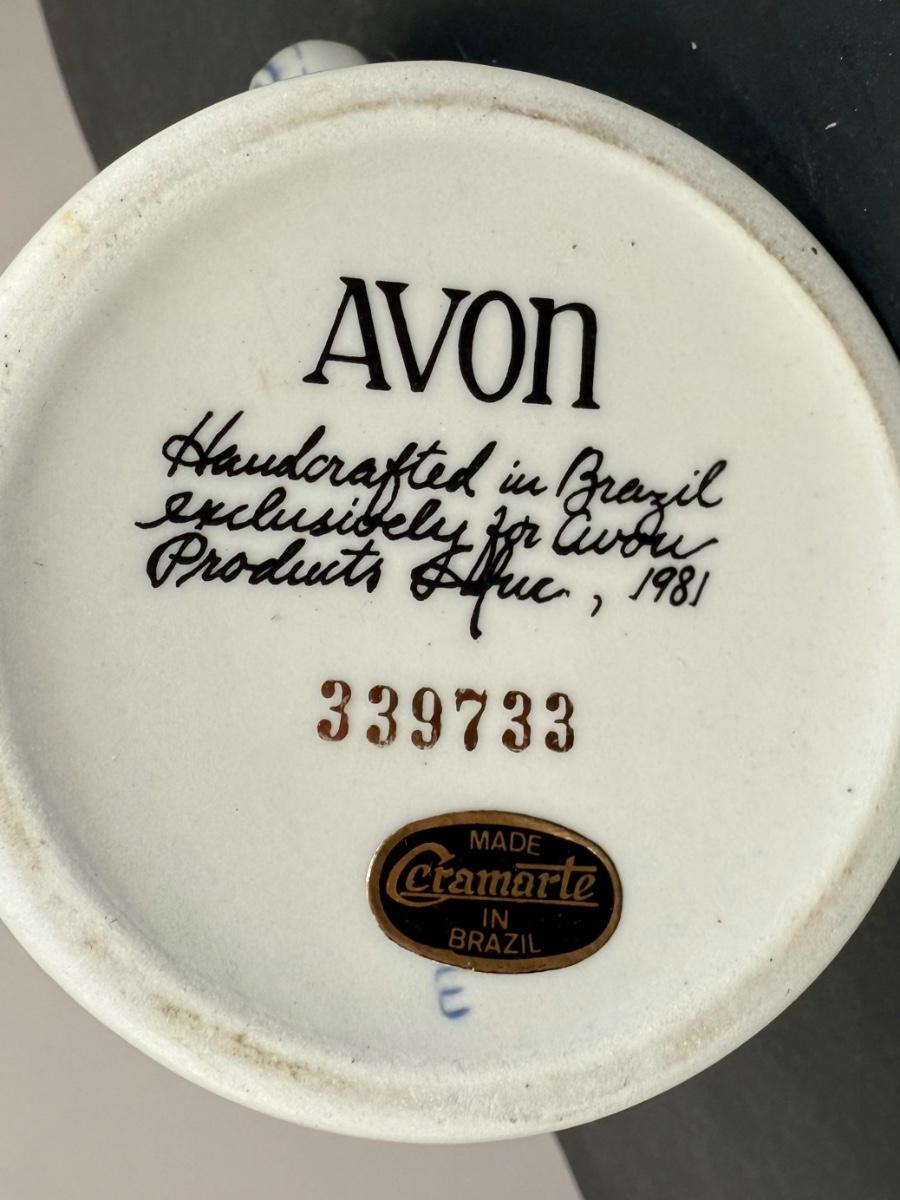 AVON
Handcrafted in Brazil
exclusively for Avon
Products Inc., 1981
339733
MADE
Ceramarte
IN
BRAZIL
E